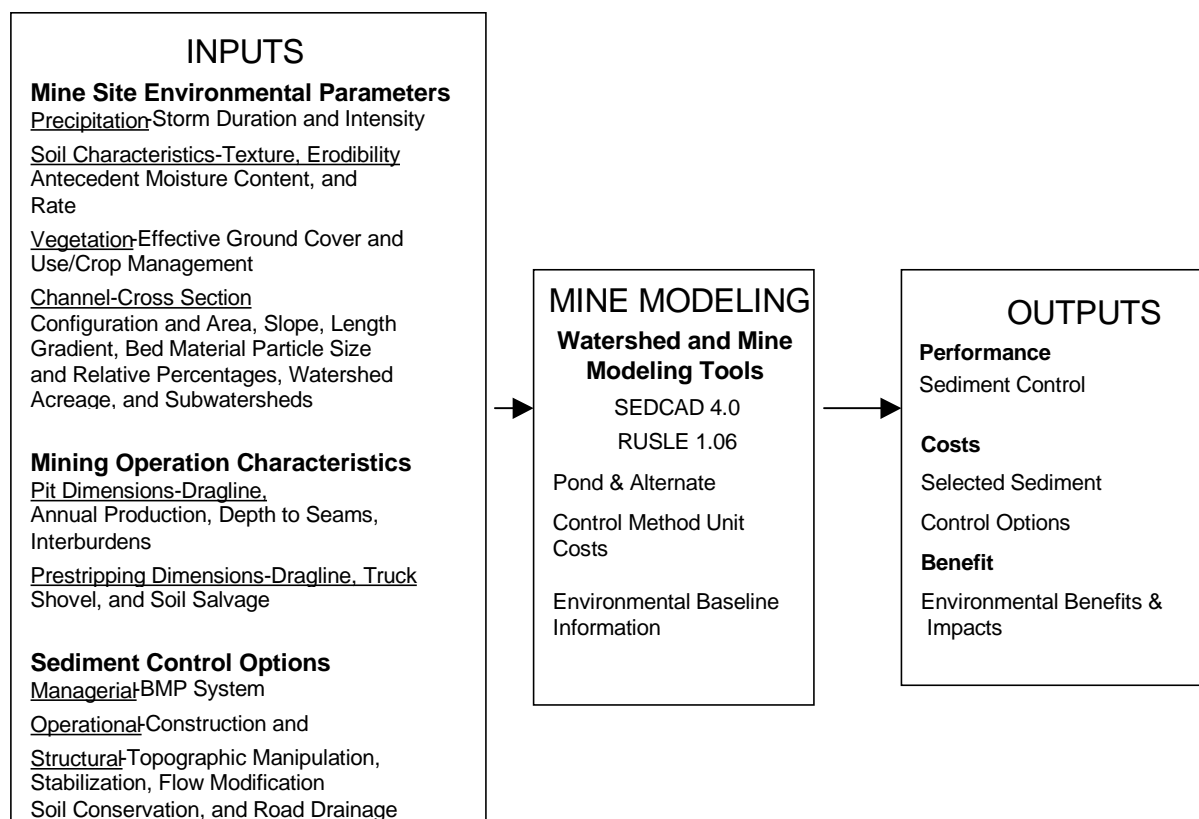 INPUTS
Mine Site Environmental Parameters
Precipitation-Storm Duration and Intensity
Soil Characteristics-Texture, Erodibility
Antecedent Moisture Content, and
Rate
Vegetation-Effective Ground Cover and
Use/Crop Management
Channel-Cross Section
Configuration and Area, Slope, Length
Gradient, Bed Material Particle Size
and Relative Percentages, Watershed
Acreage, and Subwatersheds
Mining Operation Characteristics
Pit Dimensions-Dragline,
Annual Production, Depth to Seams,
Interburdens
Prestripping Dimensions-Dragline, Truck
Shovel, and Soil Salvage
Sediment Control Options
Managerial-BMP System
Operational-Construction and
Structural-Topographic Manipulation,
Stabilization, Flow Modification
Soil Conservation, and Road Drainage
MINE MODELING
Watershed and Mine
Modeling Tools
SEDCAD 4.0
RUSLE 1.06
Pond & Alternate
Control Method Unit
Costs
Environmental Baseline
Information
OUTPUTS
Performance
Sediment Control
Costs
Selected Sediment
Control Options
Benefit
Environmental Benefits &
Impacts